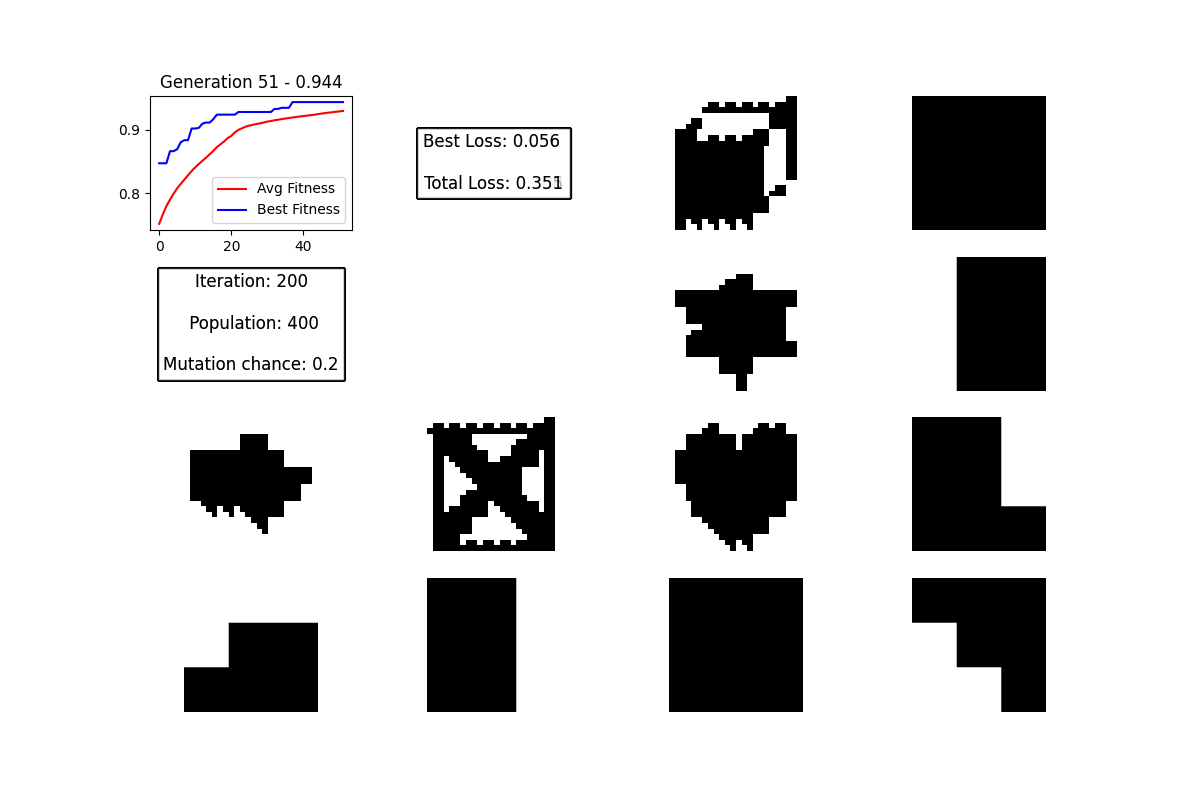 Generation 51 - 0.944
0.9
0.8
Avg Fitness
Best Fitness
0 20 40
Best Loss: 0.056
Total Loss: 0.351
Iteration: 200
Population: 400
Mutation chance: 0.2